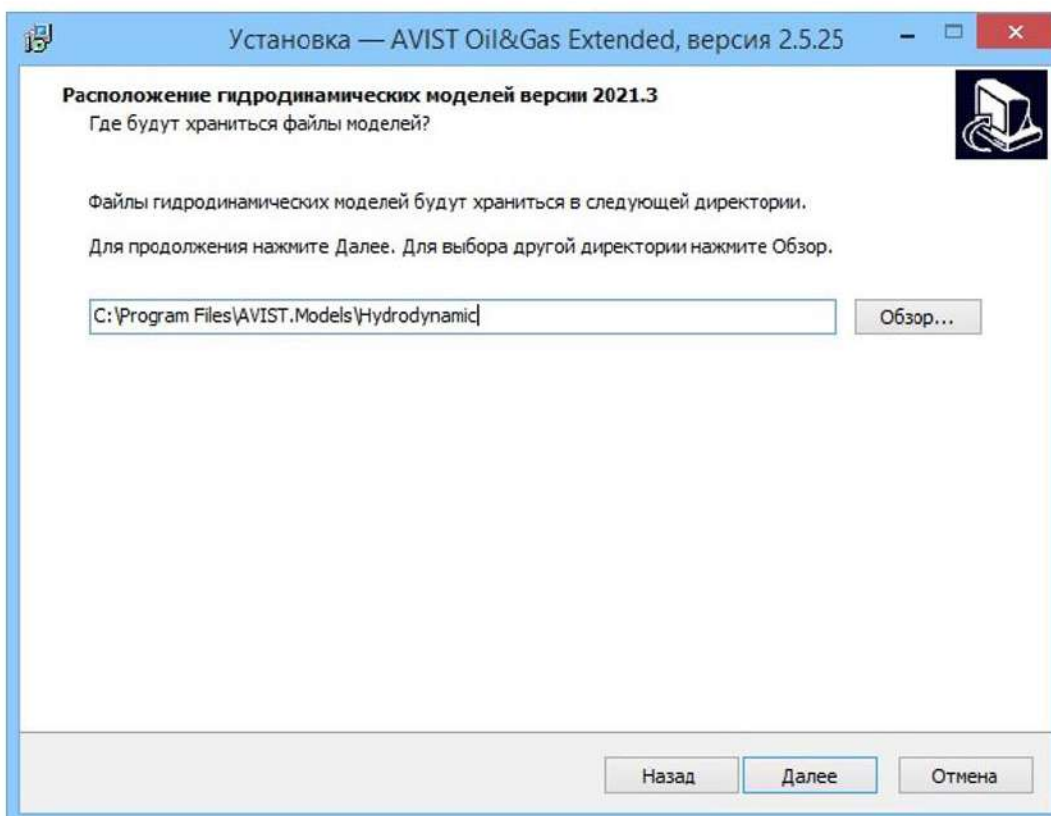 Установка — AVIST Oil&Gas Extended, версия 2.5.25
Расположение гидродинамических моделей версии 2021.3
Где будут храниться файлы моделей?
Файлы гидродинамических моделей будут храниться в следующей директории.
Для продолжения нажмите Далее. Для выбора другой директории нажмите Обзор.
C:\Program Files\AVIST.Models\Hydrodynamic
Обзор...
Назад Далее Отмена